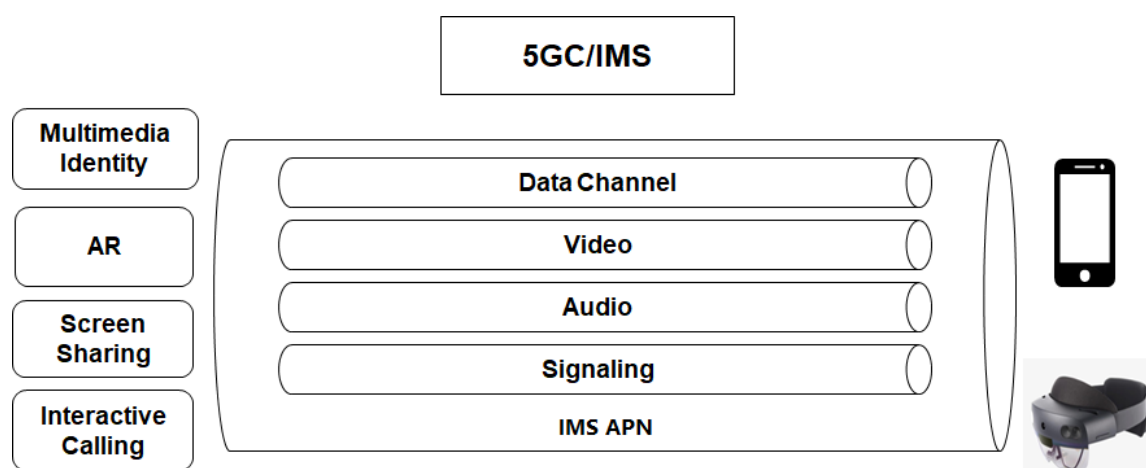 5GC/IMS
Multimedia
Identity
AR
Screen
Sharing
Interactive
Calling
Data Channel
Video
Audio
Signaling
IMS APN